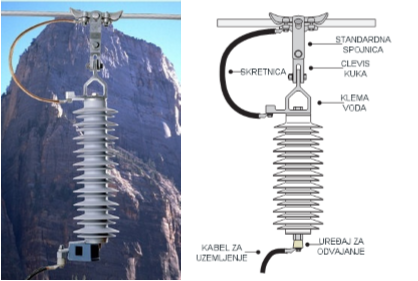 STANDARDNA
SPOJNICA
CLEVIS
KUKA
SKRETNICA
KLEMA
VODA
KABEL ZA
UZEMLJENJE
UREĐAJ ZA
ODVAJANJE